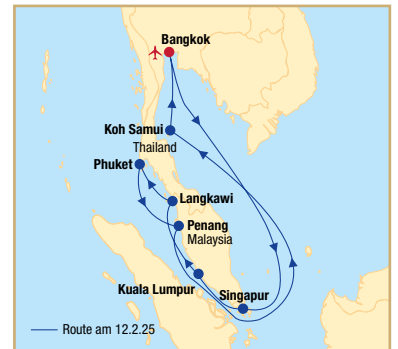 Bangkok
Koh Samui
Thailand
Phuket
Langkawi
Penang
Malaysia
Kuala Lumpur
Singapur
Route am 12.2.25